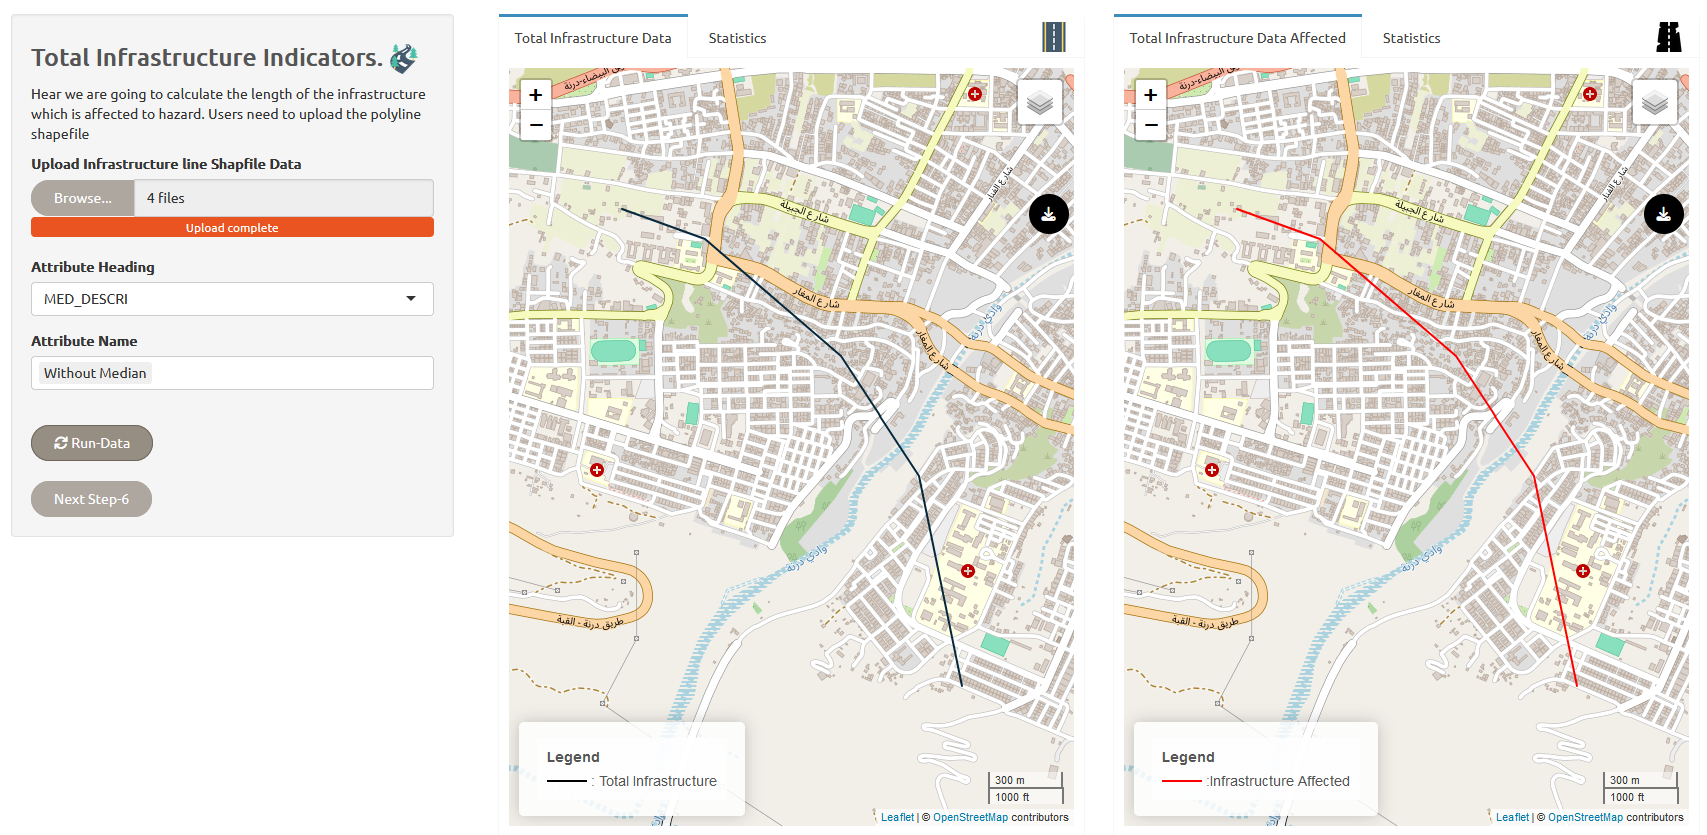 Total Infrastructure Indicators.
Hear we are going to calculate the length of the infrastructure
which is affected to hazard. Users need to upload the polyline
shapefile
Upload Infrastructure line Shapfile Data
Browse...
4 files
Upload complete
Attribute Heading
MED_DESCRI
Attribute Name
Without Median
Run-Data
Next Step-6
Total Infrastructure Data
Statistics
+
−
البيضاء-درنة
شارع الجبيلة
شارع الفنار
شارع المغار
شارع المغار
وادي درنة
وادي درنة
طريق درنة - القبة
Legend
: Total Infrastructure
300 m
1000 ft
Leaflet | © OpenStreetMap contributors
Total Infrastructure Data Affected
Statistics
+
−
البيضاء-درنة
شارع الجبيلة
شارع الفنار
شارع المغار
شارع المغار
وادي درنة
وادي درنة
طريق درنة - القبة
Legend
:Infrastructure Affected
300 m
1000 ft
Leaflet | © OpenStreetMap contributors